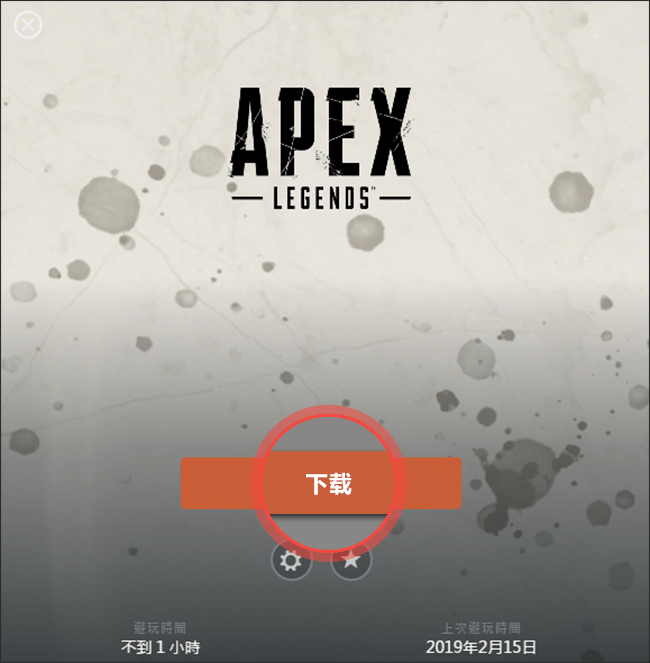 APEX
LEGENDS™
下载
遊玩時間
上次遊玩時間
不到 1 小時
2019年2月15日